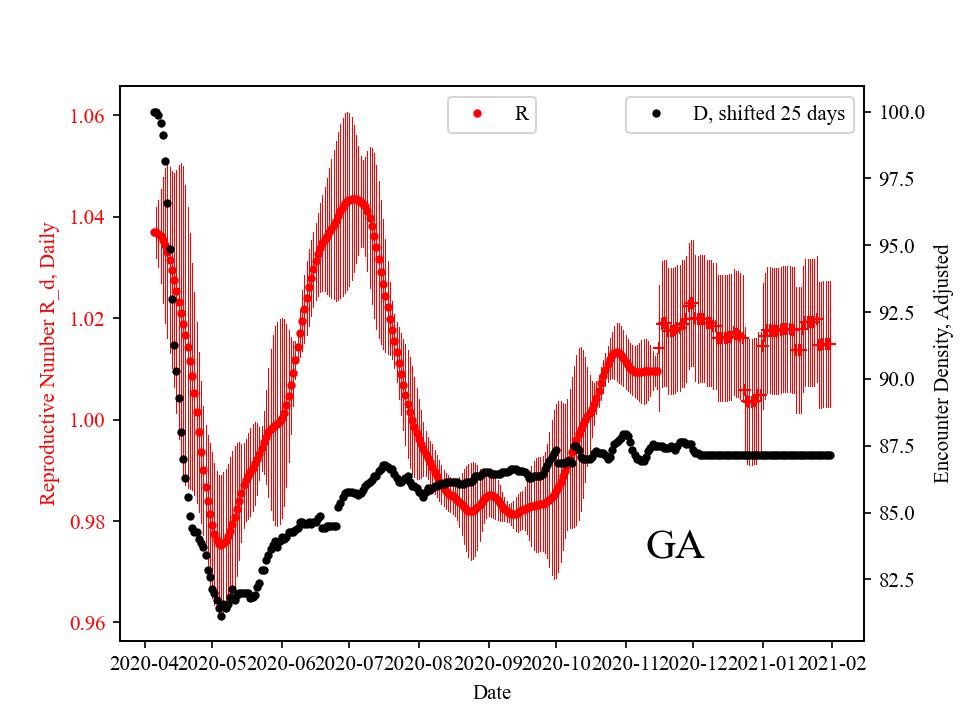 R
D, shifted 25 days
1.06
1.04
1.02
1.00
0.98
0.96
Reproductive Number R_d, Daily
100.0
97.5
95.0
92.5
90.0
87.5
85.0
82.5
Encounter Density, Adjusted
GA
2020-04 2020-05 2020-06 2020-07 2020-08 2020-09 2020-10 2020-11 2020-12 2021-01 2021-02
Date